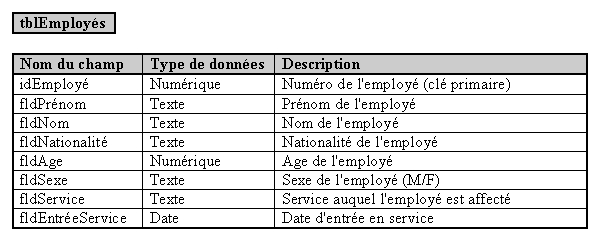 tblEmployés
Nom du champ Type de données Description
idEmployé Numérique Numéro de l'employé (clé primaire)
fldPrénom Texte Prénom de l'employé
fldNom Texte Nom de l'employé
fldNationalité Texte Nationalité de l'employé
fldAge Numérique Age de l'employé
fldSexe Texte Sexe de l'employé (M/F)
fldService Texte Service auquel l'employé est affecté
fldEntréeService Date Date d'entrée en service